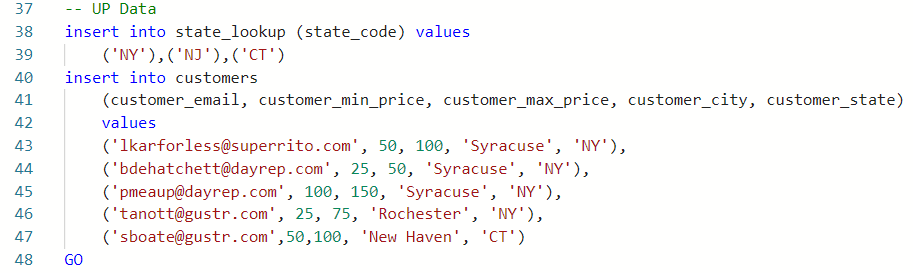 37 -- UP Data
38 insert into state_lookup (state_code) values
39 ('NY'),('NJ'),('CT')
40 insert into customers
41 (customer_email, customer_min_price, customer_max_price, customer_city, customer_state)
42 values
43 ('lkarforless@superrito.com', 50, 100, 'Syracuse', 'NY'),
44 ('bdehatchett@dayrep.com', 25, 50, 'Syracuse', 'NY'),
45 ('pmeaup@dayrep.com', 100, 150, 'Syracuse', 'NY'),
46 ('tanott@gustr.com', 25, 75, 'Rochester', 'NY'),
47 ('sboate@gustr.com',50,100, 'New Haven', 'CT')
48 GO